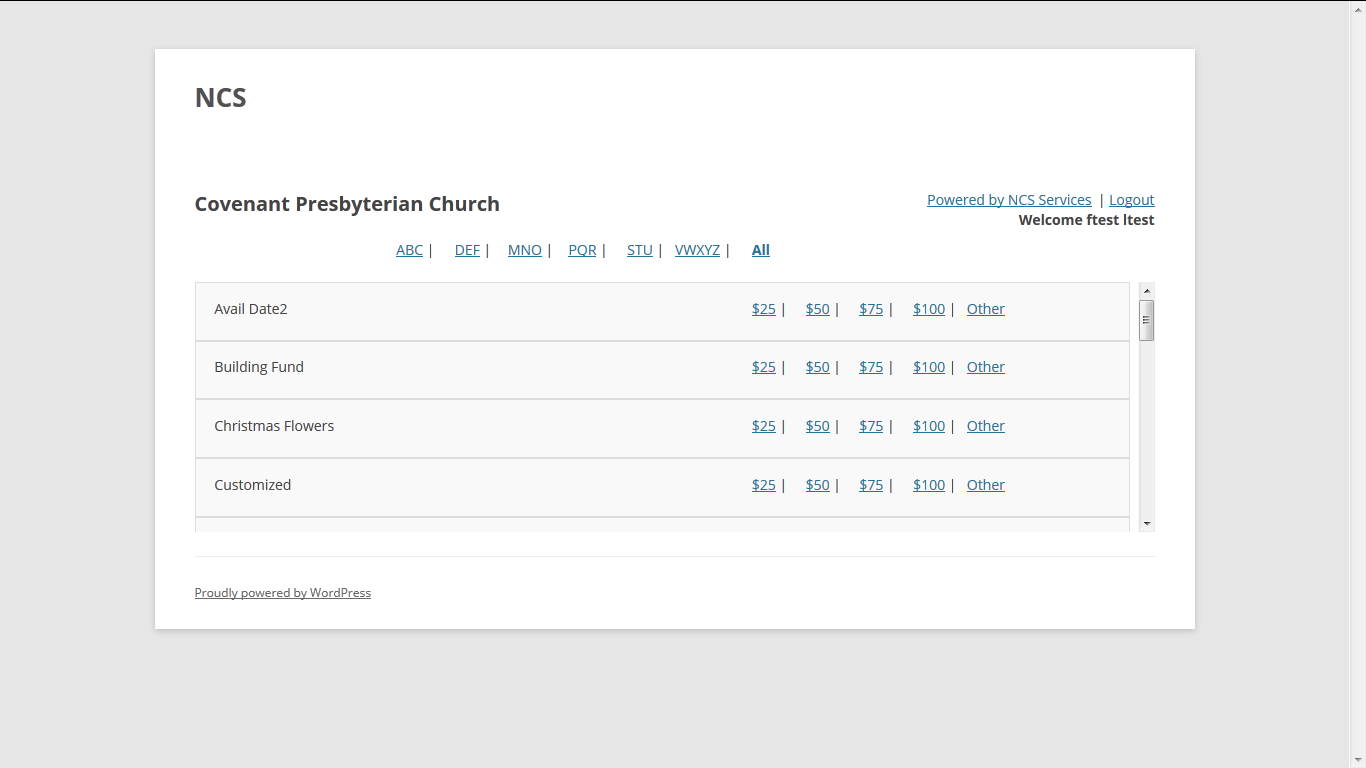 NCS
Covenant Presbyterian Church
Powered by NCS Services | Logout
Welcome ftest ltest
ABC | DEF | MNO | PQR | STU | VWXYZ | All
Avail Date2 $25 | $50 | $75 | $100 | Other
Building Fund $25 | $50 | $75 | $100 | Other
Christmas Flowers $25 | $50 | $75 | $100 | Other
Customized $25 | $50 | $75 | $100 | Other
Proudly powered by WordPress